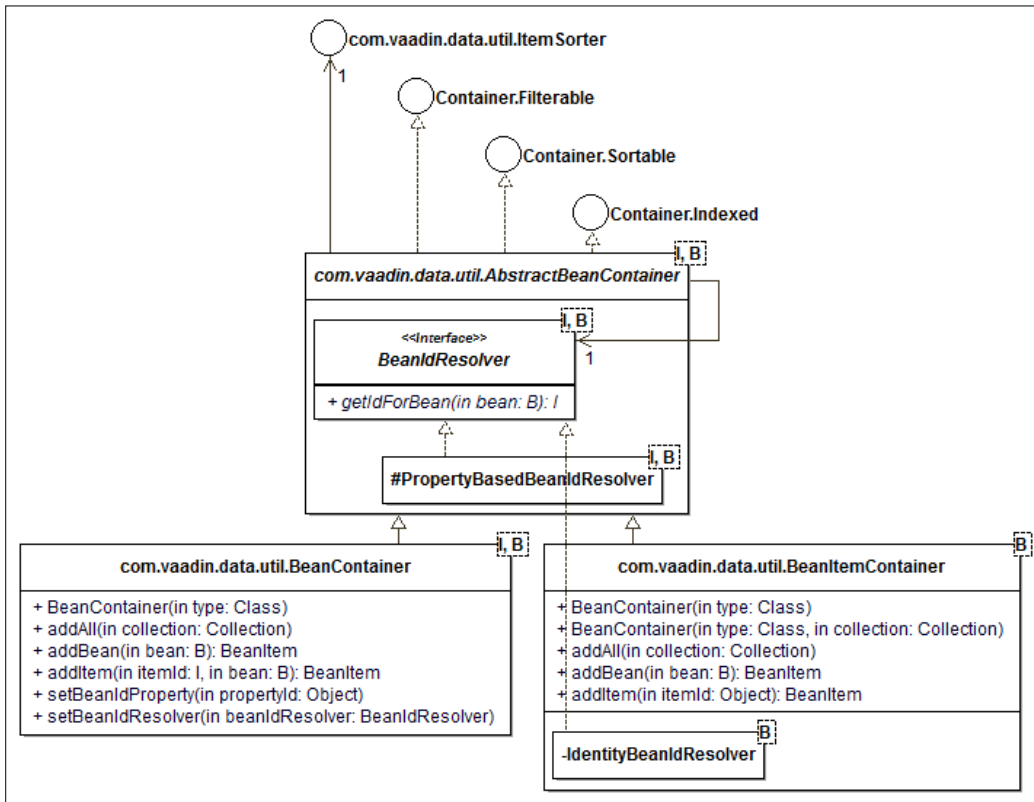 com.vaadin.data.util.ItemSorter
1
Container.Filterable
Container.Sortable
Container.Indexed
I, B
com.vaadin.data.util.AbstractBeanContainer
I, B
<<Interface>>
BeanIdResolver
1
+ getIdForBean(in bean: B): I
I, B
#PropertyBasedBeanIdResolver
I, B
com.vaadin.data.util.BeanContainer
+ BeanContainer(in type: Class)
+ addAll(in collection: Collection)
+ addBean(in bean: B): BeanItem
+ addItem(in itemId: I, in bean: B): BeanItem
+ setBeanIdProperty(in propertyId: Object)
+ setBeanIdResolver(in beanIdResolver: BeanIdResolver)
B
com.vaadin.data.util.BeanItemContainer
+ BeanContainer(in type: Class)
+ BeanContainer(in type: Class, in collection: Collection)
+ addAll(in collection: Collection)
+ addBean(in bean: B): BeanItem
+ addItem(in itemId: Object): BeanItem
B
-IdentityBeanIdResolver